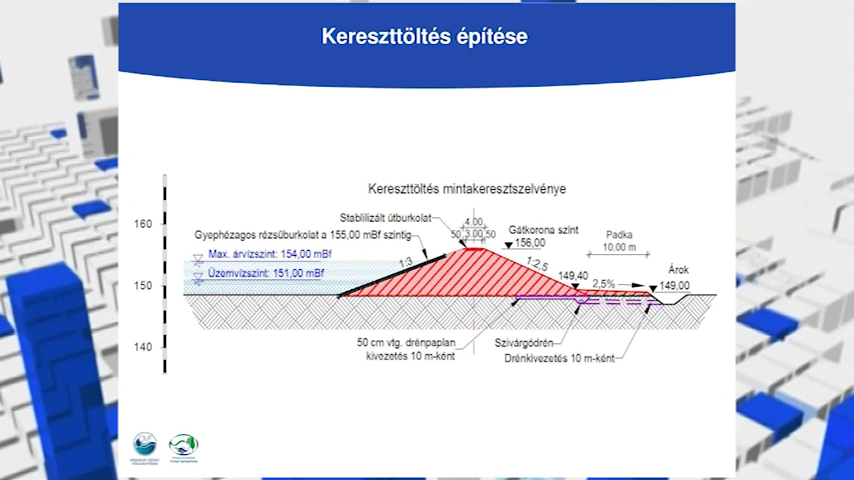 Kereszttöltés építése
Kereszttöltés mintakeresztszelvénye
Stabilizált útburkolat
4.00
50 3.00 50
Gyephézagos rézsűburkolat a 155,00 mBf szintig
Gátkorona szint
156,00
Padka
10.00 m
160
Max. árvízszint: 154,00 mBf
Üzemvízszint: 151,00 mBf
1:3
1:2,5
149,40
2,5%
Árok
149,00
150
140
50 cm vtg. drénpaplan
kivezetés 10 m-ként
Szivárgódrén
Drénkivezetés 10 m-ként